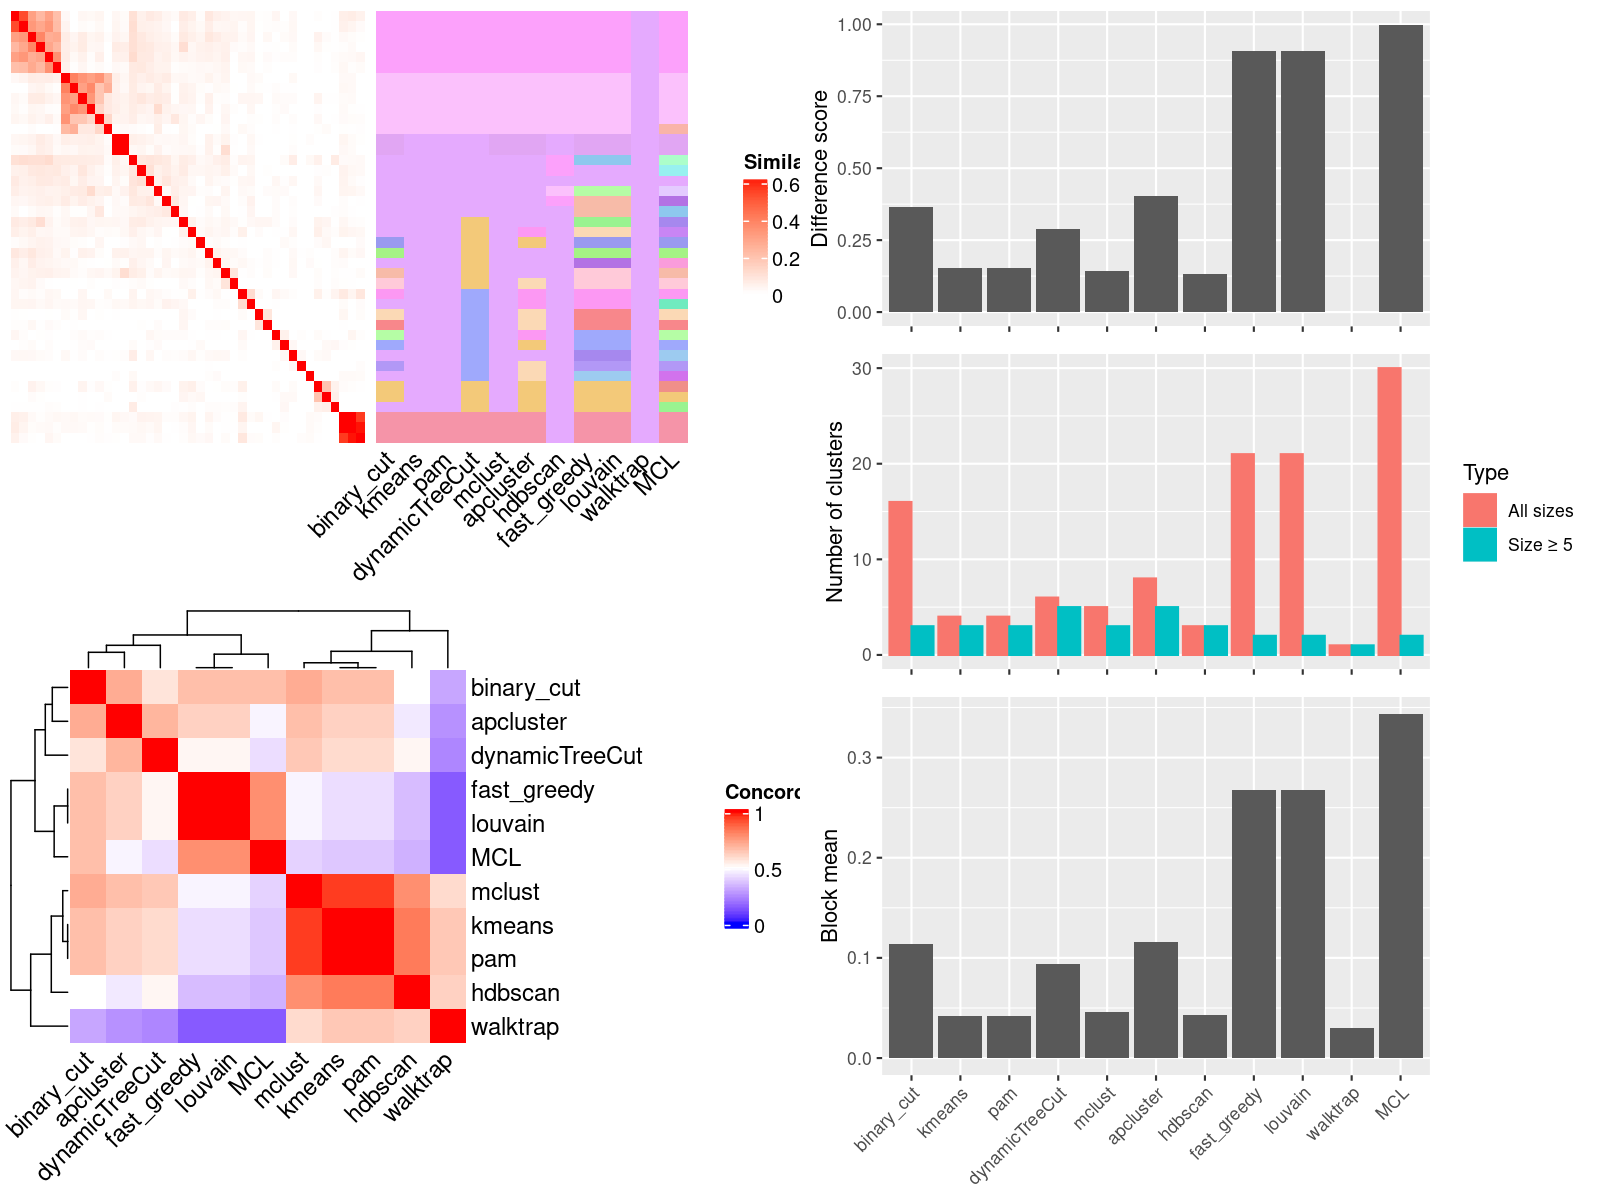 Simila
0.6
0.4
0.2
0
binary_cut
kmeans
pam
dynamicTreeCut
mclust
apcluster
hdbscan
fast_greedy
louvain
walktrap
MCL
binary_cut
apcluster
dynamicTreeCut
fast_greedy
louvain
MCL
mclust
kmeans
pam
hdbscan
walktrap
Concord
1
0.5
0
binary_cut
apcluster
dynamicTreeCut
fast_greedy
louvain
MCL
mclust
kmeans
pam
hdbscan
walktrap
Difference score
1.00
0.75
0.50
0.25
0.00
Number of clusters
30
20
10
0
Type
All sizes
Size ≥ 5
Block mean
0.3
0.2
0.1
0.0
binary_cut
kmeans
pam
dynamicTreeCut
mclust
apcluster
hdbscan
fast_greedy
louvain
walktrap
MCL